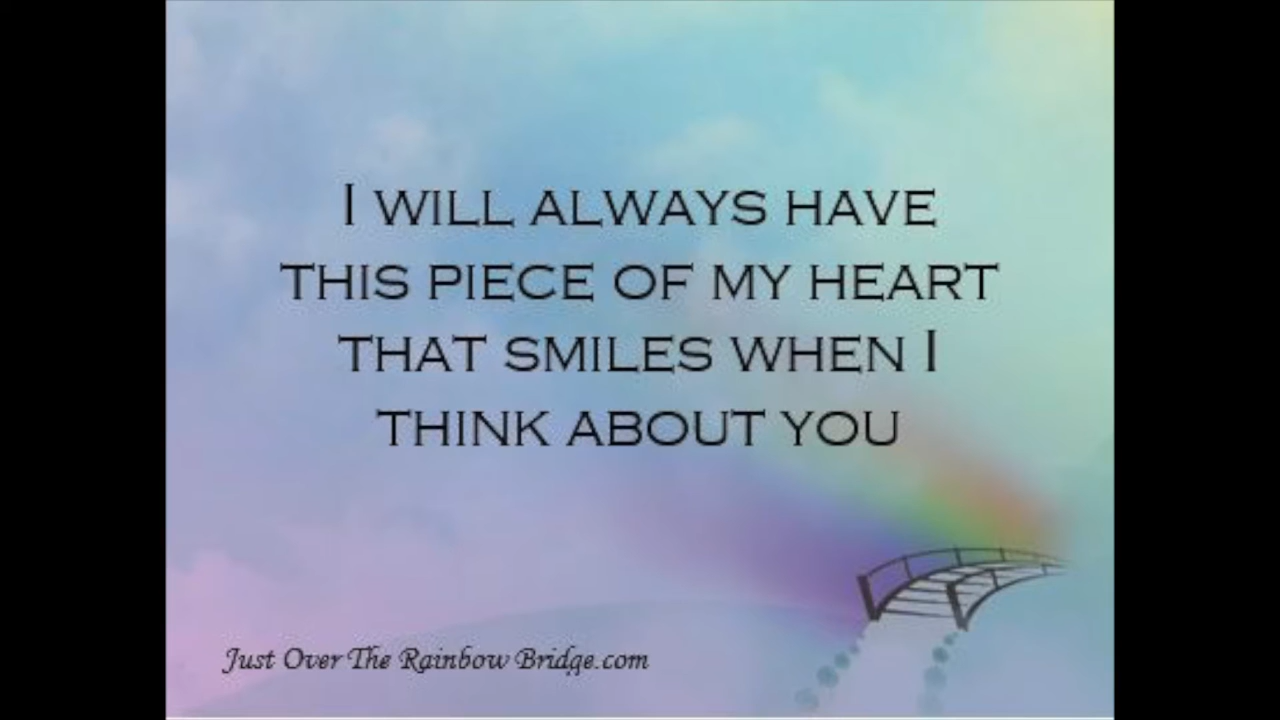 I WILL ALWAYS HAVE
THIS PIECE OF MY HEART
THAT SMILES WHEN I
THINK ABOUT YOU
Just Over The Rainbow Bridge.com